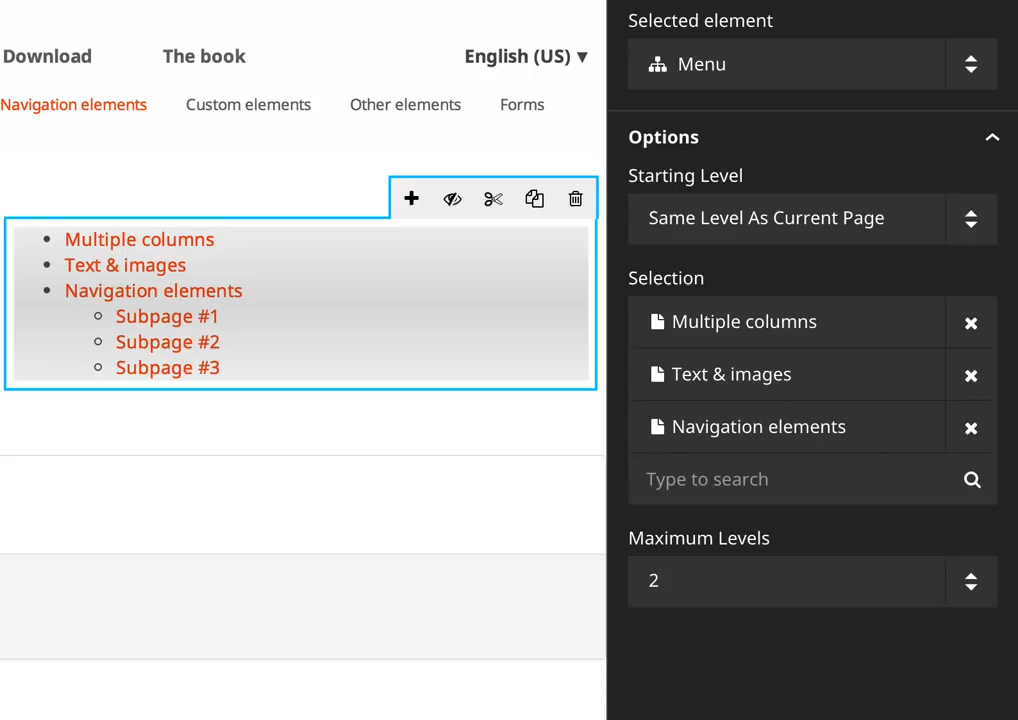 Download The book English (US) ▼
Navigation elements Custom elements Other elements Forms
Multiple columns
Text & images
Navigation elements
Subpage #1
Subpage #2
Subpage #3
Selected element
Menu
Options
Starting Level
Same Level As Current Page
Selection
Multiple columns
Text & images
Navigation elements
Type to search
Maximum Levels
2